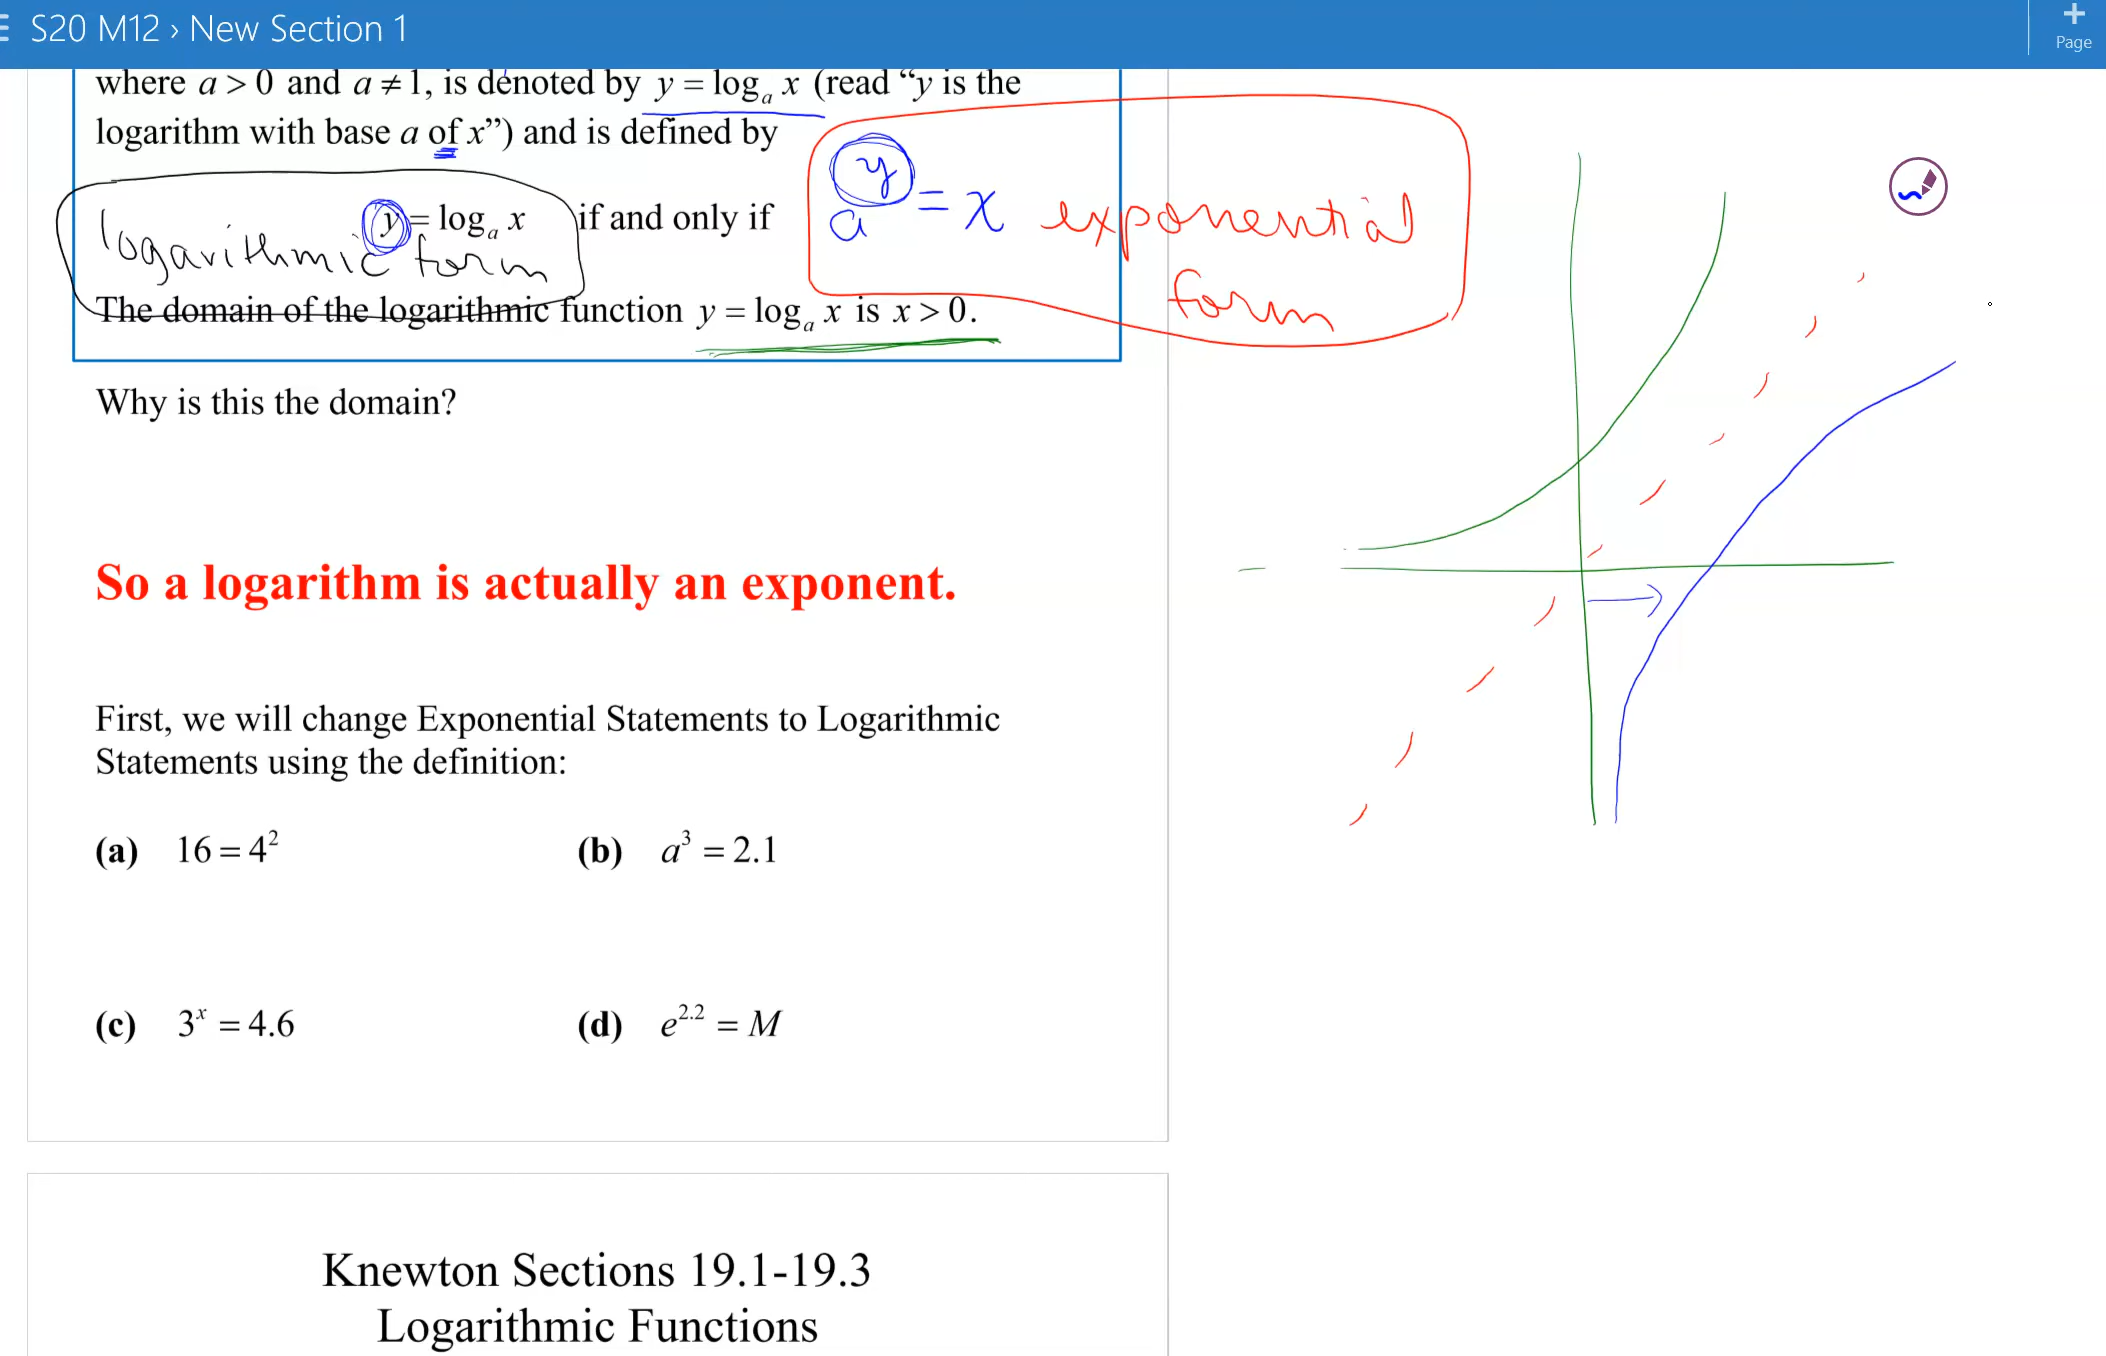 S20 M12 › New Section 1
Page
where a > 0 and a ≠ 1, is denoted by y = logₐ x (read “y is the
logarithm with base a of x”) and is defined by
y = logₐ x if and only if a^y = x exponential
logarithmic form
form
The domain of the logarithmic function y = logₐ x is x > 0.
Why is this the domain?
So a logarithm is actually an exponent.
First, we will change Exponential Statements to Logarithmic
Statements using the definition:
(a) 16 = 4² (b) a³ = 2.1
(c) 3ˣ = 4.6 (d) e^2.2 = M
Knewton Sections 19.1-19.3
Logarithmic Functions